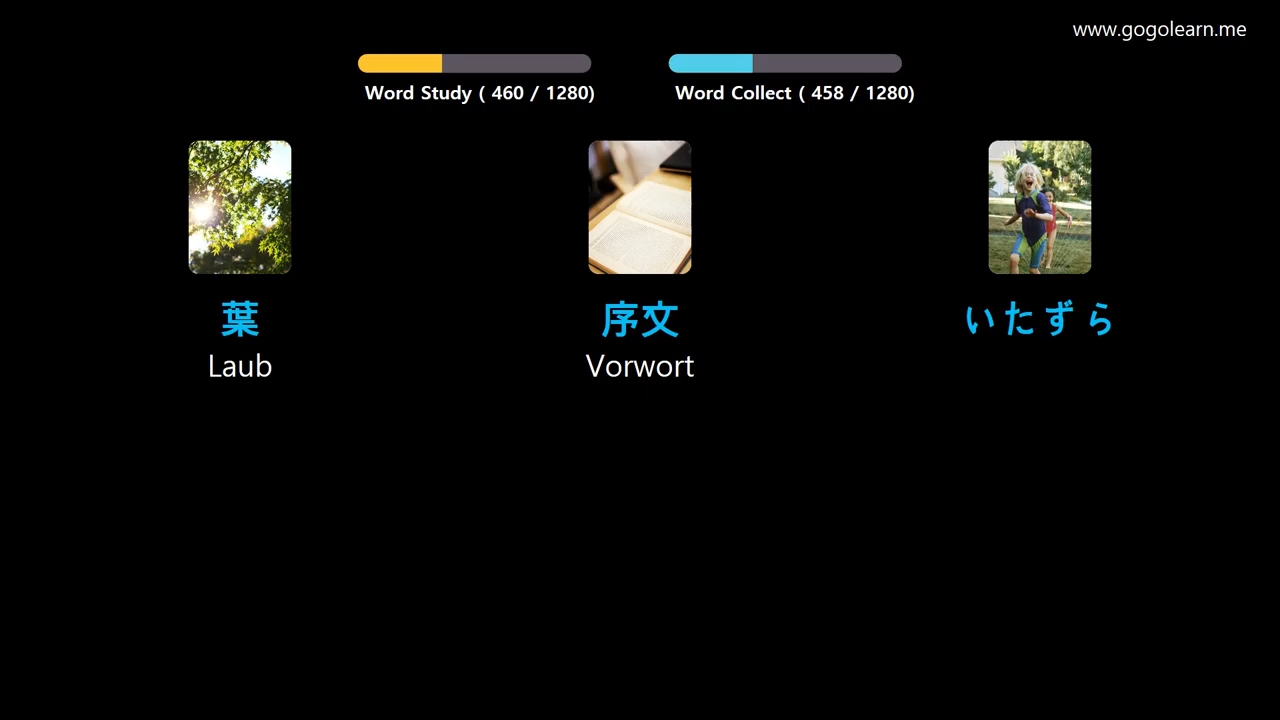 www.gogolearn.me
Word Study ( 460 / 1280)
Word Collect ( 458 / 1280)
葉
Laub
序文
Vorwort
いたずら